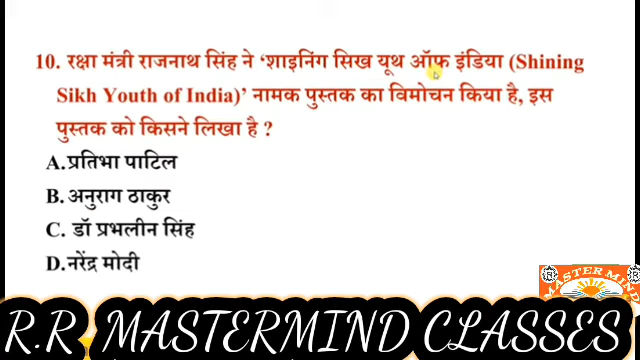 10. रक्षा मंत्री राजनाथ सिंह ने ‘शाइनिंग सिख यूथ ऑफ इंडिया (Shining
Sikh Youth of India)’ नामक पुस्तक का विमोचन किया है, इस
पुस्तक को किसने लिखा है ?
A.प्रतिभा पाटिल
B. अनुराग ठाकुर
C. डॉ प्रभलीन सिंह
D.नरेंद्र मोदी
MASTER MIND
R.R MASTERMIND CLASSES